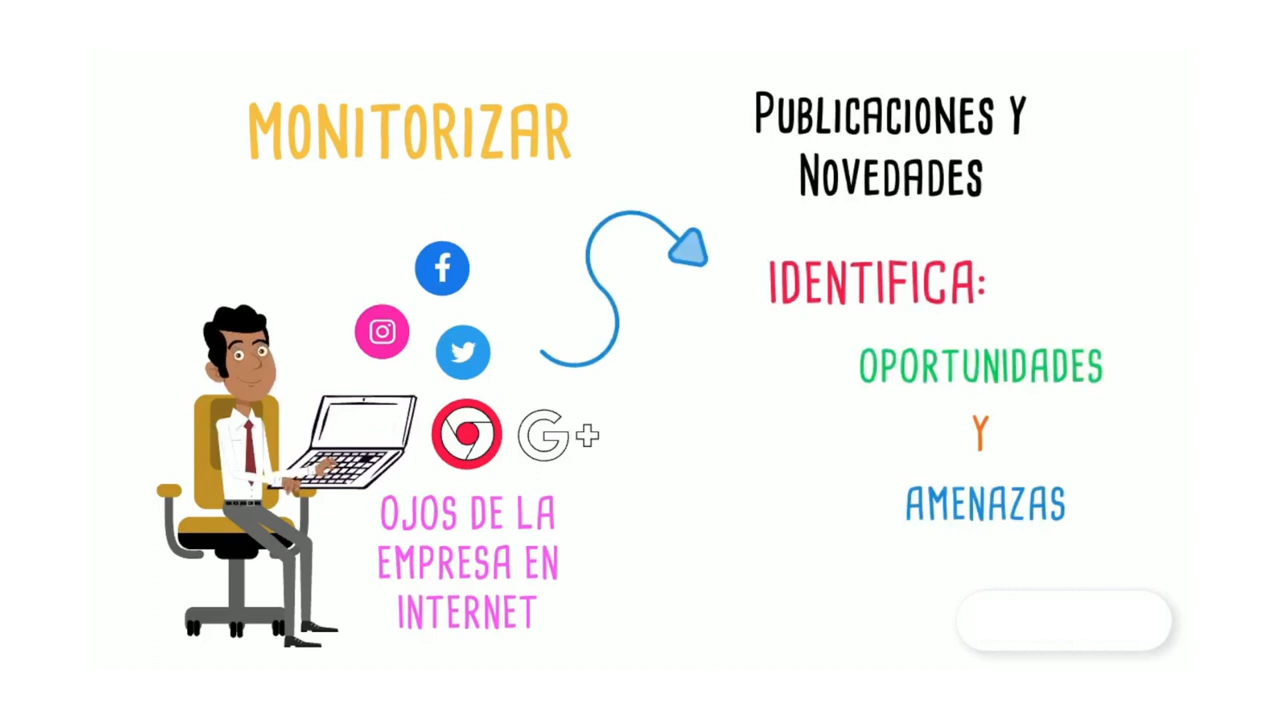 MONITORIZAR
OJOS DE LA
EMPRESA EN
INTERNET
PUBLICACIONES Y
NOVEDADES
IDENTIFICA:
OPORTUNIDADES
Y
AMENAZAS